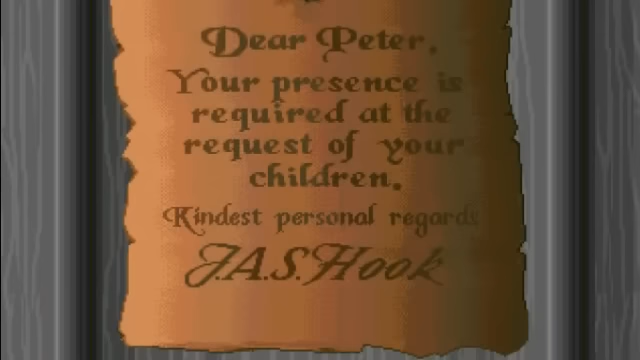 Dear Peter,
Your presence is
required at the
request of your
children.
Kindest personal regards
J.A.S. Hook